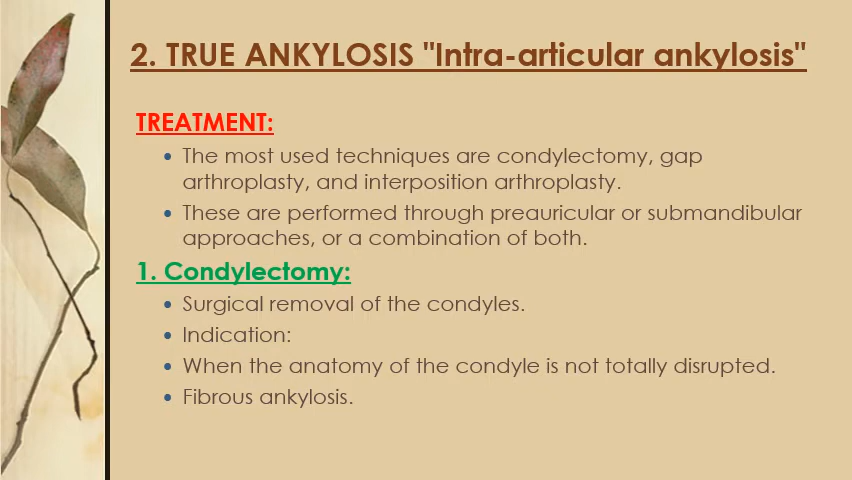 2. TRUE ANKYLOSIS "Intra-articular ankylosis"
TREATMENT:
• The most used techniques are condylectomy, gap
arthroplasty, and interposition arthroplasty.
• These are performed through preauricular or submandibular
approaches, or a combination of both.
1. Condylectomy:
• Surgical removal of the condyles.
• Indication:
• When the anatomy of the condyle is not totally disrupted.
• Fibrous ankylosis.